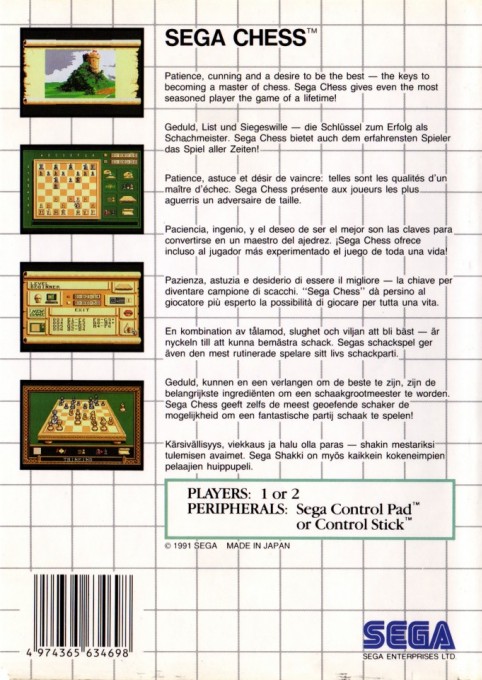 SEGA CHESS™
Patience, cunning and a desire to be the best — the keys to
becoming a master of chess. Sega Chess gives even the most
seasoned player the game of a lifetime!
Geduld, List und Siegeswille — die Schlüssel zum Erfolg als
Schachmeister. Sega Chess bietet auch dem erfahrensten Spieler
das Spiel aller Zeiten!
Patience, astuce et désir de vaincre: telles sont les qualités d'un
maître d'échec. Sega Chess présente aux joueurs les plus
aguerris un adversaire de taille.
Paciencia, ingenio, y el deseo de ser el mejor son las claves para
convertirse en un maestro del ajedrez. ¡Sega Chess ofrece
incluso al jugador más experimentado el juego de toda una vida!
Pazienza, astuzia e desiderio di essere il migliore — la chiave per
diventare campione di scacchi. "Sega Chess" dà persino al
giocatore più esperto la possibilità di giocare per tutta una vita.
En kombination av tålamod, slughet och viljan att bli bäst — är
nyckeln till att kunna bemästra schack. Segas schackspel ger
även den mest rutinerade spelare sitt livs schackparti.
Geduld, kunnen en een verlangen om de beste te zijn, zijn de
belangrijkste ingrediënten om een schaakgrootmeester te worden.
Sega Chess geeft zelfs de meest geoefende schaker de
mogelijkheid om een fantastische partij schaak te spelen!
Kärsivällisyys, viekkaus ja halu olla paras — shakin mestariksi
tulemisen avaimet. Sega Shakki on myös kaikkein kokeneimpien
pelaajien huippupeli.
PLAYERS: 1 or 2
PERIPHERALS: Sega Control Pad™
or Control Stick™
© 1991 SEGA MADE IN JAPAN
EXIT
THINKING
4 974365 634698
SEGA
SEGA ENTERPRISES LTD.